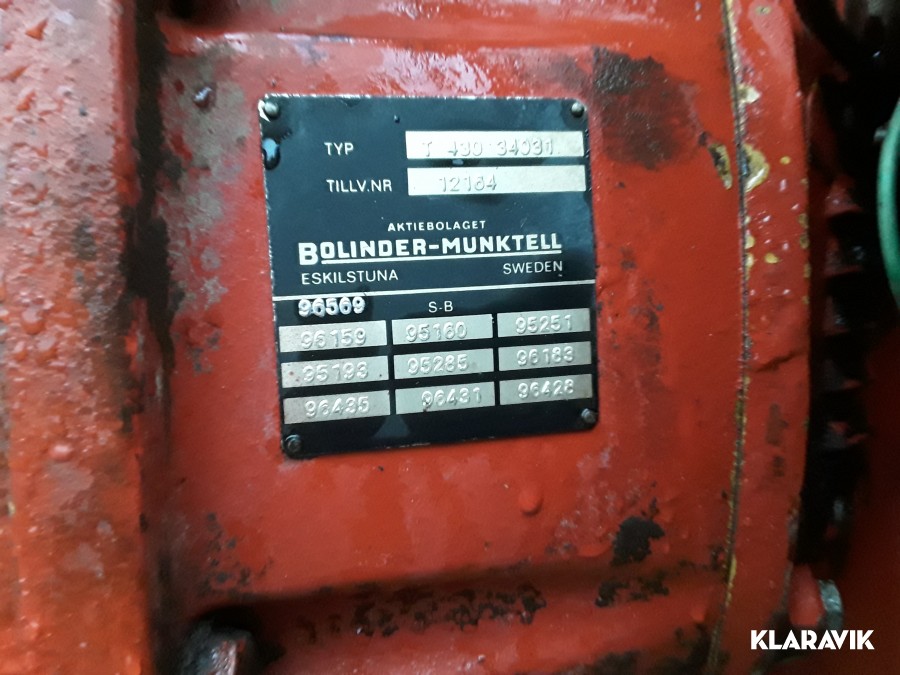 TYP T 430 34031
TILLV.NR 12164
AKTIEBOLAGET
BOLINDER-MUNKTELL
ESKILSTUNA SWEDEN
96569 S-B
96159 95160 95251
95193 95285 96183
96435 96431 96428
KLARAVIK